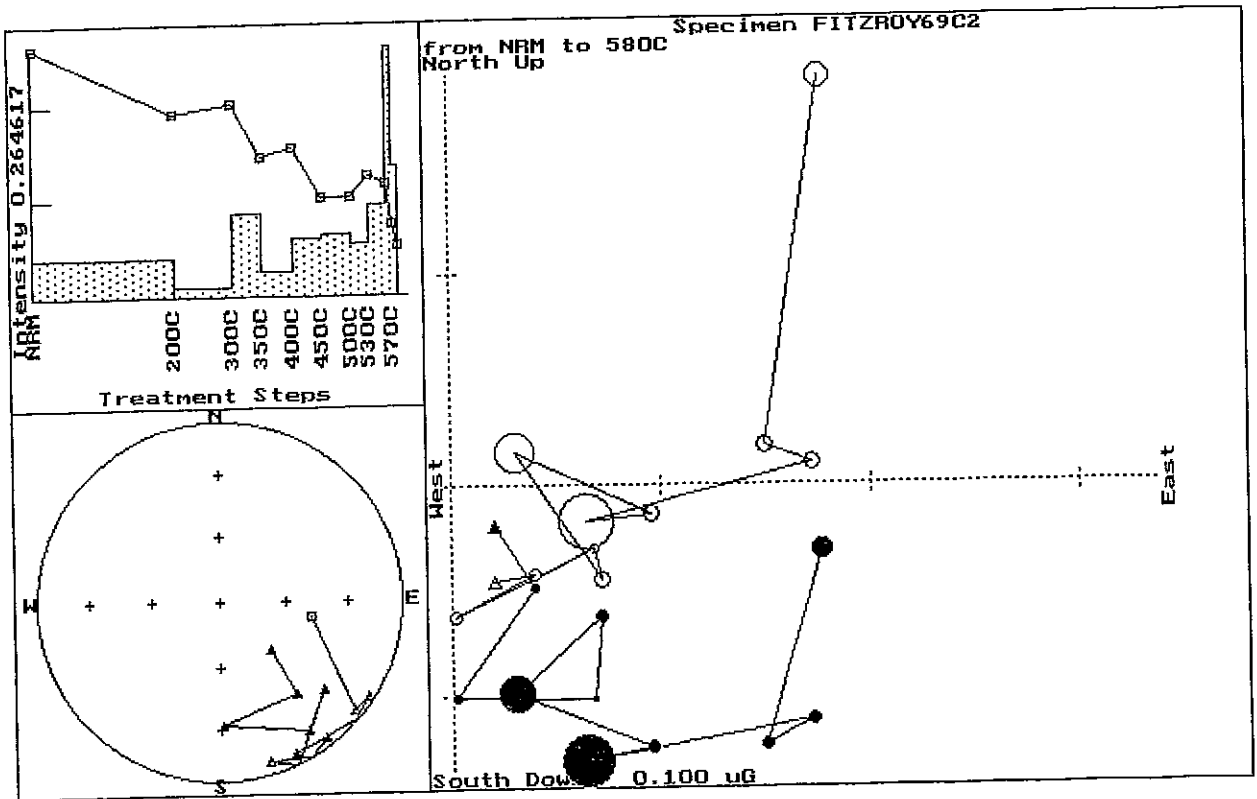 Specimen FITZROY69C2
from NRM to 580C
North Up
Intensity 0.264617
NRM
200C
300C
350C
400C
450C
500C
530C
570C
Treatment Steps
N
W
E
S
West
East
South Dow 0.100 uG